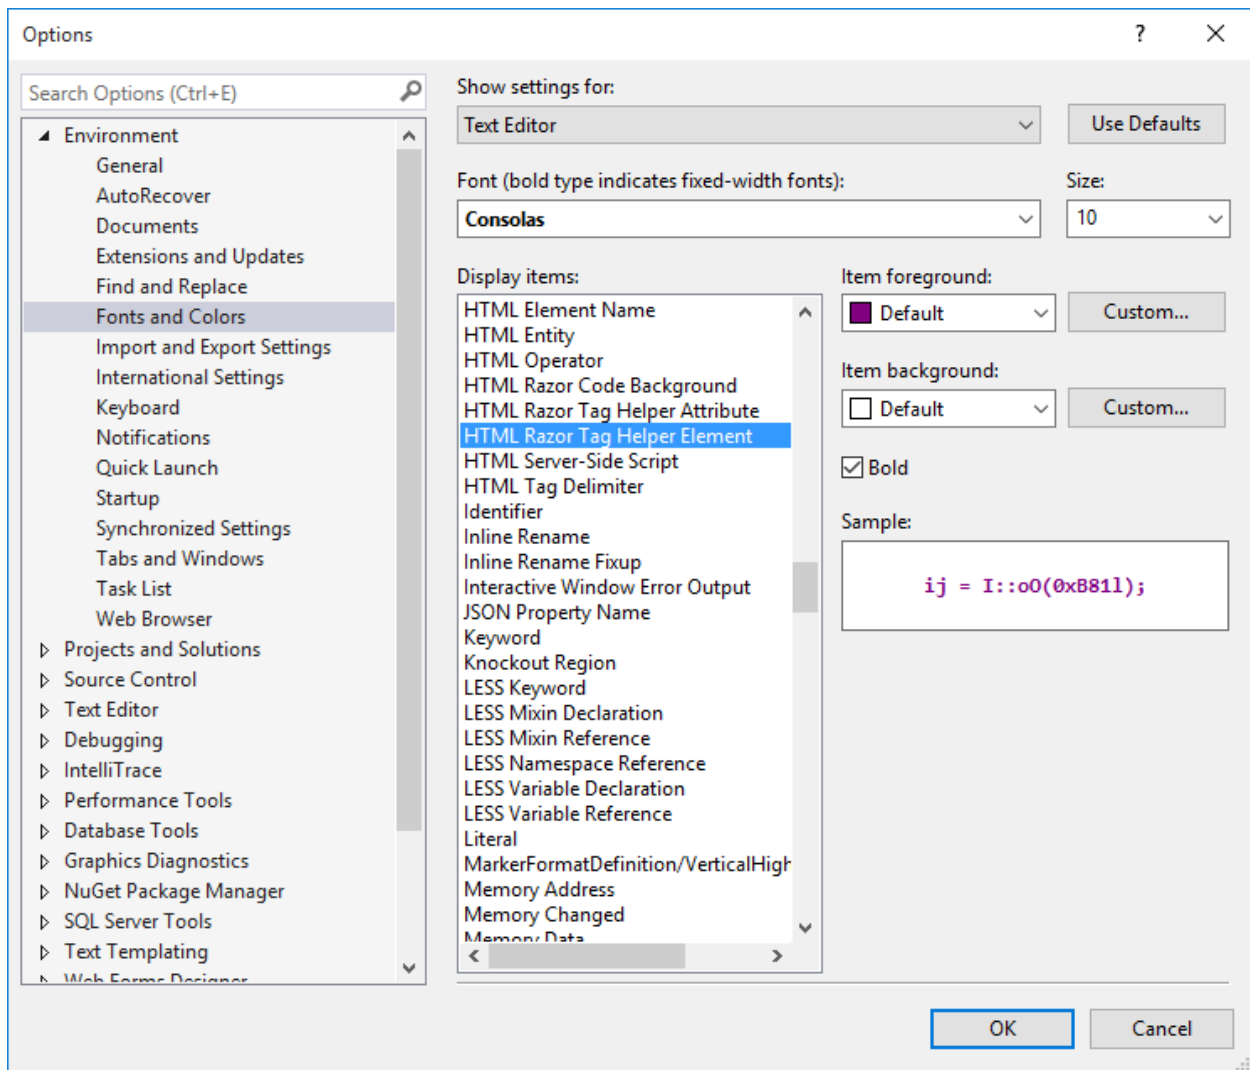 Options
?
Search Options (Ctrl+E)
Environment
General
AutoRecover
Documents
Extensions and Updates
Find and Replace
Fonts and Colors
Import and Export Settings
International Settings
Keyboard
Notifications
Quick Launch
Startup
Synchronized Settings
Tabs and Windows
Task List
Web Browser
Projects and Solutions
Source Control
Text Editor
Debugging
IntelliTrace
Performance Tools
Database Tools
Graphics Diagnostics
NuGet Package Manager
SQL Server Tools
Text Templating
Web Forms Designer
Show settings for:
Text Editor
Use Defaults
Font (bold type indicates fixed-width fonts):
Size:
Consolas
10
Display items:
HTML Element Name
HTML Entity
HTML Operator
HTML Razor Code Background
HTML Razor Tag Helper Attribute
HTML Razor Tag Helper Element
HTML Server-Side Script
HTML Tag Delimiter
Identifier
Inline Rename
Inline Rename Fixup
Interactive Window Error Output
JSON Property Name
Keyword
Knockout Region
LESS Keyword
LESS Mixin Declaration
LESS Mixin Reference
LESS Namespace Reference
LESS Variable Declaration
LESS Variable Reference
Literal
MarkerFormatDefinition/VerticalHigh
Memory Address
Memory Changed
Memory Data
Item foreground:
Default
Custom...
Item background:
Default
Custom...
Bold
Sample:
ij = I::oO(0xB81l);
OK
Cancel